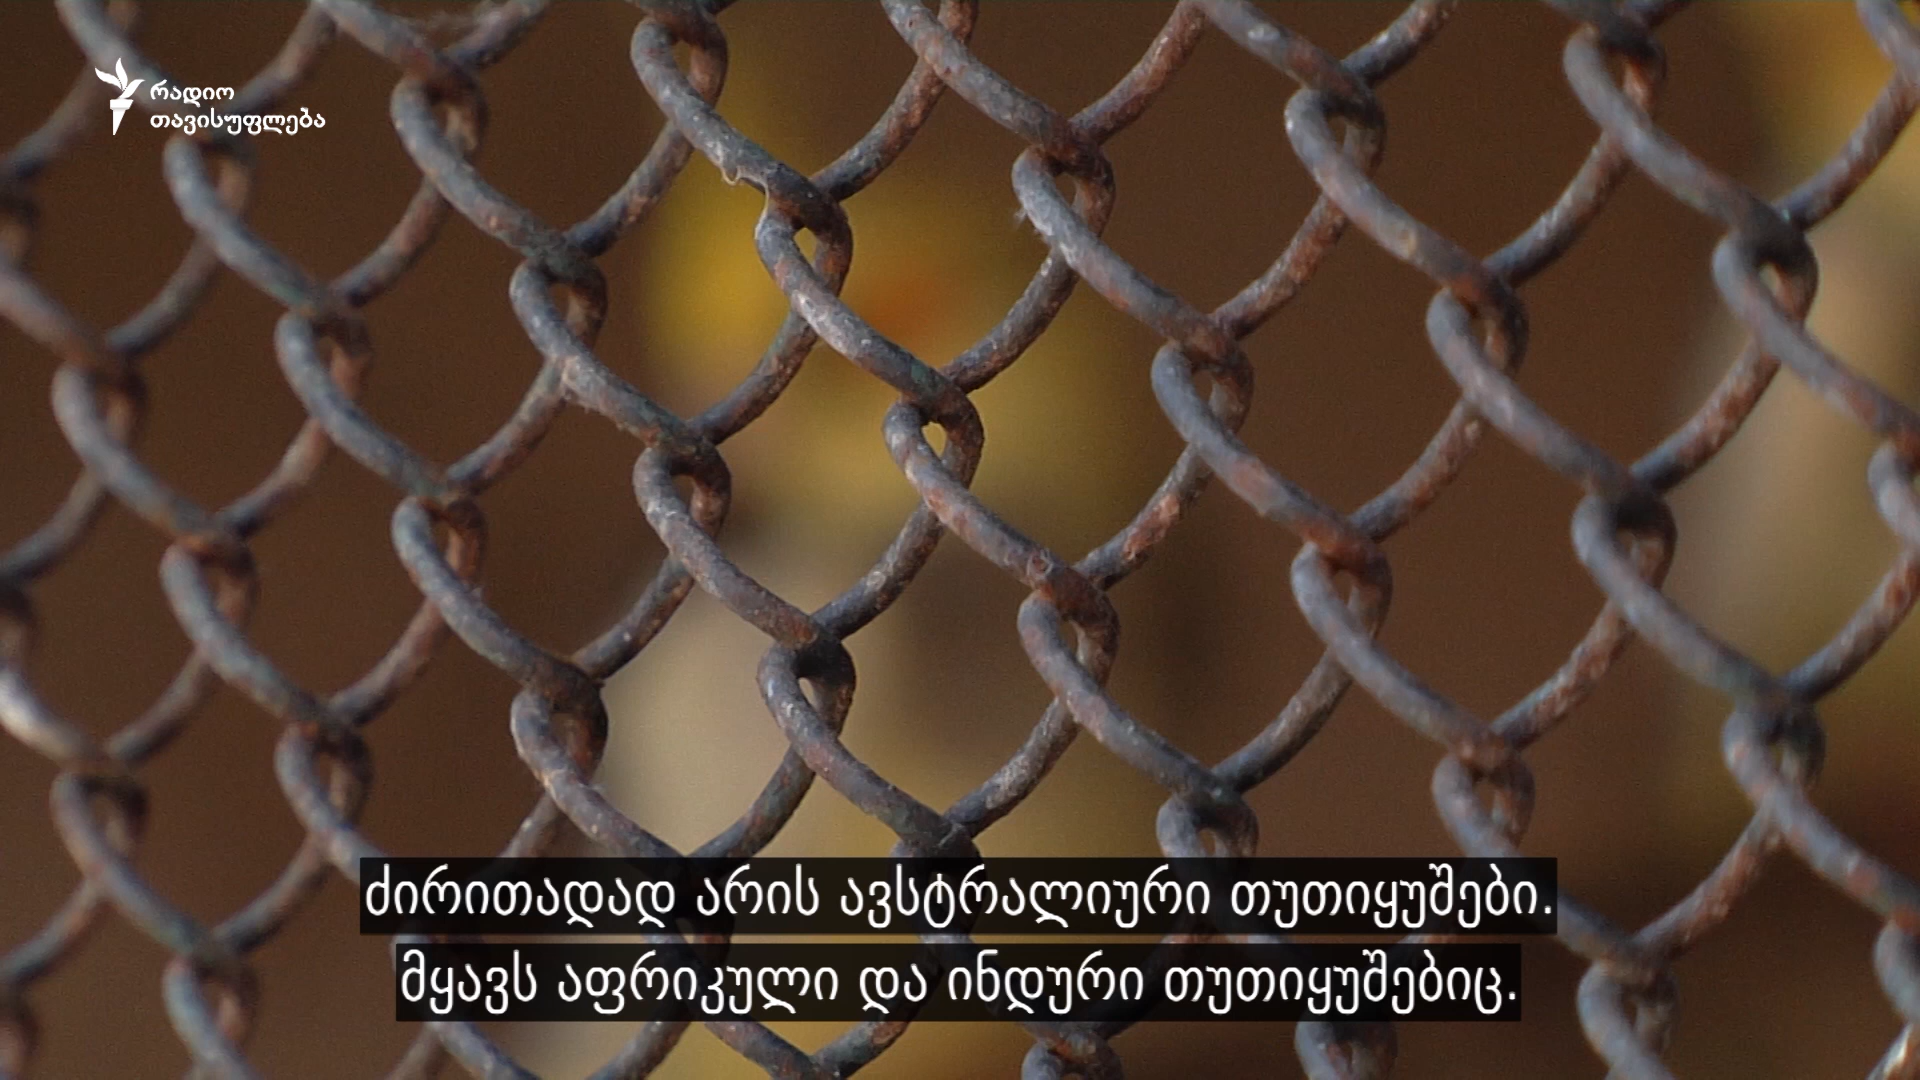 რადიო
თავისუფლება
ძირითადად არის ავსტრალიური თუთიყუშები.
მყავს აფრიკული და ინდური თუთიყუშებიც.